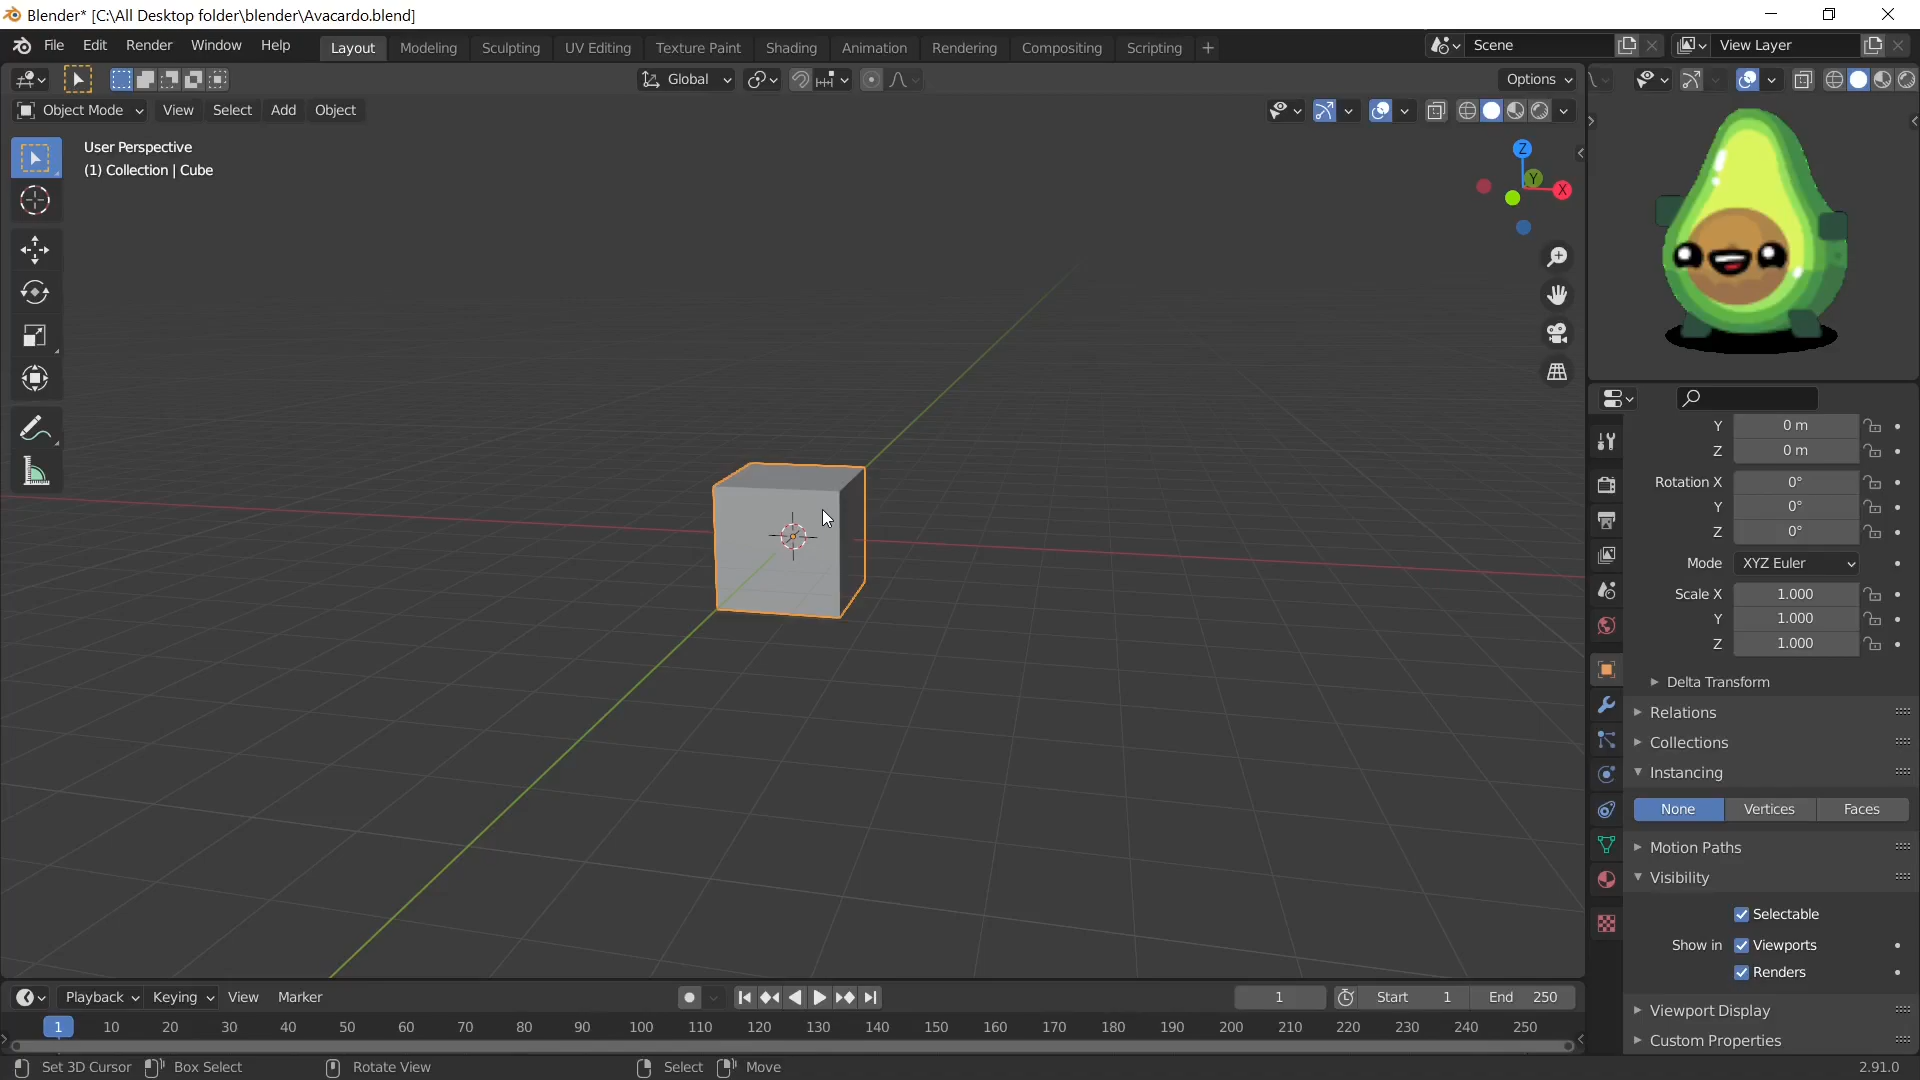 Blender* [C:\All Desktop folder\blender\Avacardo.blend]
File Edit Render Window Help Layout Modeling Sculpting UV Editing Texture Paint Shading Animation Rendering Compositing Scripting + Scene View Layer
Global Options
Object Mode View Select Add Object
User Perspective
(1) Collection | Cube
Z
Y
X
Y 0 m
Z 0 m
Rotation X 0°
Y 0°
Z 0°
Mode XYZ Euler
Scale X 1.000
Y 1.000
Z 1.000
Delta Transform
Relations
Collections
Instancing
None Vertices Faces
Motion Paths
Visibility
Selectable
Show in Viewports
Renders
Viewport Display
Custom Properties
Playback Keying View Marker 1 Start 1 End 250
1 10 20 30 40 50 60 70 80 90 100 110 120 130 140 150 160 170 180 190 200 210 220 230 240 250
Set 3D Cursor Box Select Rotate View Select Move 2.91.0